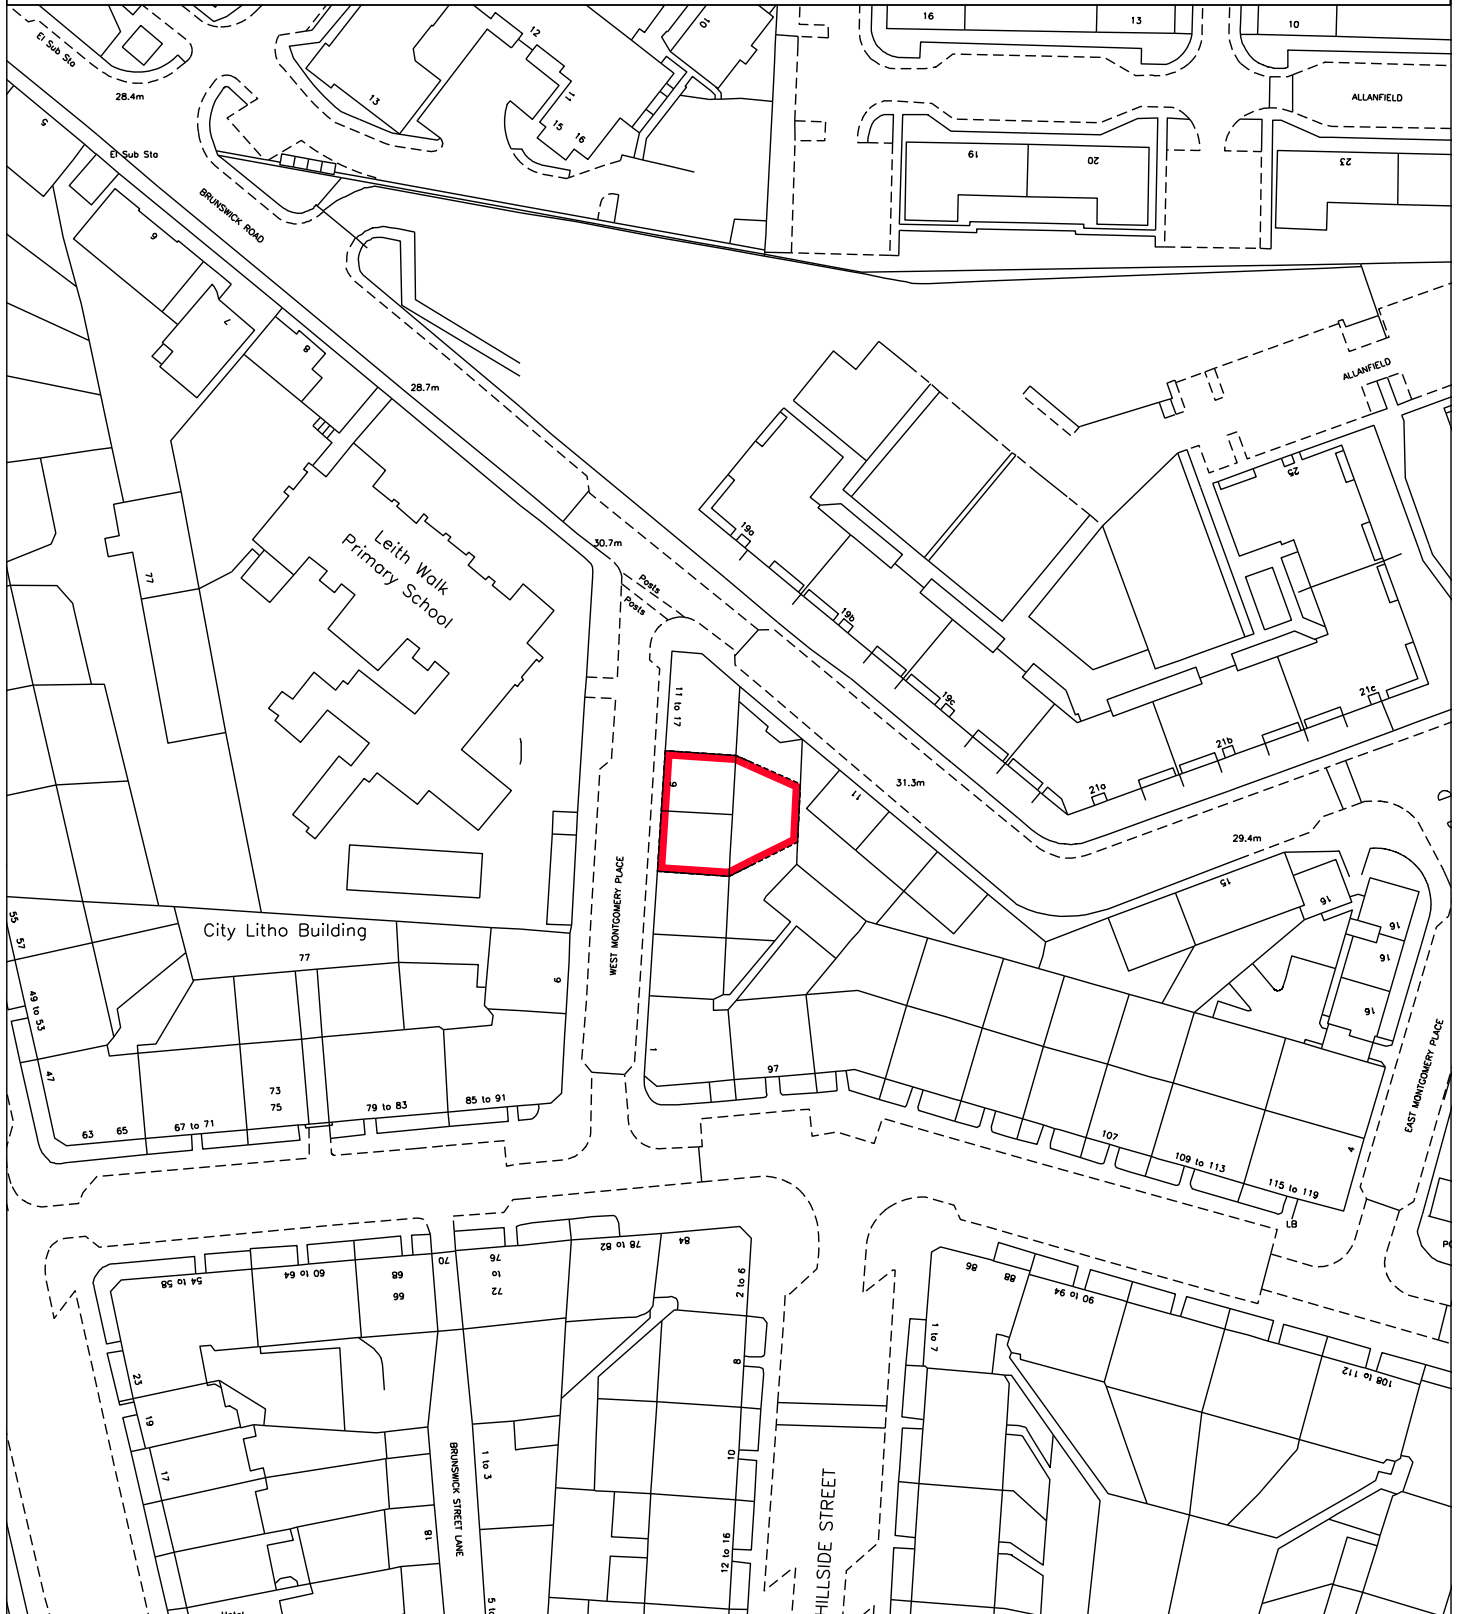 16
13
10
12
10
El Sub Sta
28.4m
13
11
15
16
ALLANFIELD
5
El Sub Sta
19
20
23
BRUNSWICK ROAD
6
7
8
28.7m
ALLANFIELD
25
Leith Walk
Primary School
77
30.7m
Posts
Posts
19a
19b
19c
21a
21b
21c
11 to 17
9
11
31.3m
29.4m
15
16
16
16
16
WEST MONTGOMERY PLACE
City Litho Building
77
55
57
49 to 53
47
9
1
97
EAST MONTGOMERY PLACE
63
65
67 to 71
73
75
79 to 83
85 to 91
107
109 to 113
115 to 119
4
LB
54 to 58
60 to 64
68
66
70
76
to
72
78 to 82
84
2 to 6
86
88
90 to 94
1 to 7
108 to 112
8
23
19
17
10
12 to 16
BRUNSWICK STREET LANE
1 to 3
18
HILLSIDE STREET